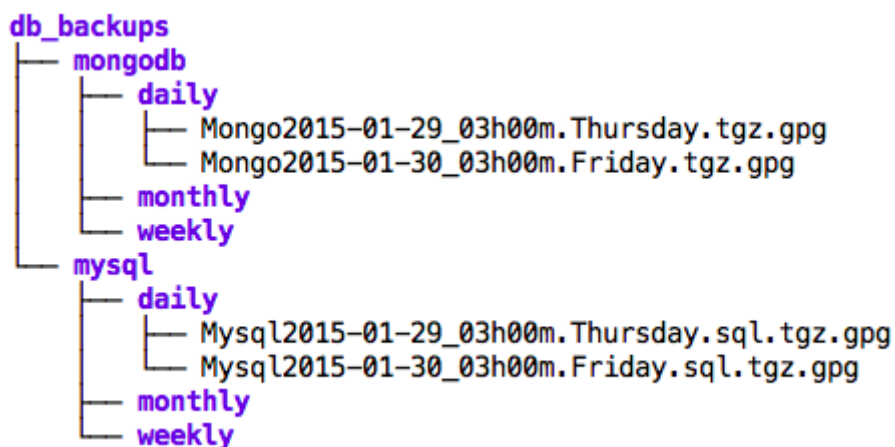 db_backups
├── mongodb
│   ├── daily
│   │   ├── Mongo2015-01-29_03h00m.Thursday.tgz.gpg
│   │   └── Mongo2015-01-30_03h00m.Friday.tgz.gpg
│   ├── monthly
│   └── weekly
└── mysql
    ├── daily
    │   ├── Mysql2015-01-29_03h00m.Thursday.sql.tgz.gpg
    │   └── Mysql2015-01-30_03h00m.Friday.sql.tgz.gpg
    ├── monthly
    └── weekly